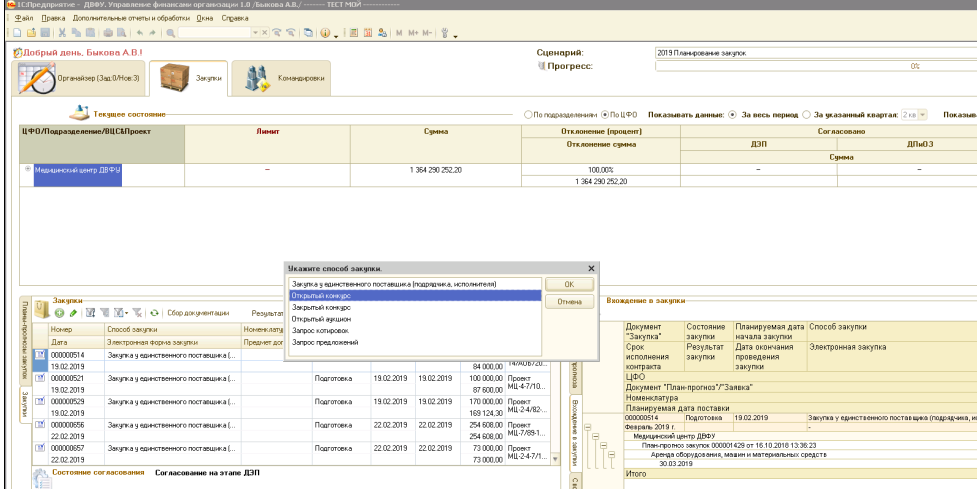 1С:Предприятие - ДВФУ. Управление финансами организации 1.0 /Быкова А.В./ ------- ТЕСТ МОЙ ------------
Файл Правка Дополнительные отчеты и обработки Окна Справка
M M+ M-
Добрый день, Быкова А.В.!
Сценарий: 2019 Планирование закупок
Прогресс: 0%
Органайзер (Зад:0/Нов:3) Закупки Командировки
Текущее состояние По подразделениям По ЦФО Показывать данные: За весь период За указанный квартал: 2 кв
ЦФО/Подразделение/ВЦС&Проект Лимит Сумма Отклонение (процент) Согласовано
Отклонение сумма ДЭП ДПиОЗ
Сумма
Медицинский центр ДВФУ – 1 364 290 252,20 100,00% – –
1 364 290 252,20
Укажите способ закупки.
Закупка у единственного поставщика (подрядчика, исполнителя)
Открытый конкурс
Закрытый конкурс
Открытый аукцион
Запрос котировок
Запрос предложений
OK
Отмена
Планы-прогнозы закупок
Закупки
Закупки
Сбор документации
Номер Способ закупки
Дата Электронная форма закупки
000000514 Закупка у единственного поставщика (...
19.02.2019 84 000,00
000000521 Закупка у единственного поставщика (... Подготовка 19.02.2019 19.02.2019 100 000,00 Проект
19.02.2019 87 600,00 МЦ-4-7/10...
000000529 Закупка у единственного поставщика (... Подготовка 19.02.2019 19.02.2019 170 000,00 Проект
19.02.2019 169 124,30 МЦ-2-4/82-...
000000656 Закупка у единственного поставщика (... Подготовка 22.02.2019 22.02.2019 254 608,00 Проект
22.02.2019 254 608,00 МЦ-7/89-1...
000000657 Закупка у единственного поставщика (... Подготовка 22.02.2019 22.02.2019 73 000,00 Проект
22.02.2019 73 000,00 МЦ-2-4-7/1...
Состояние согласования Согласование на этапе ДЭП
Вхождение в закупки
Вхождение в закупки
Документ "Закупка" Состояние закупки Планируемая дата начала закупки Способ закупки
Срок исполнения контракта Результат закупки Дата окончания проведения закупки Электронная закупка
ЦФО
Документ "План-прогноз"/"Заявка"
Номенклатура
Планируемая дата поставки
000000514 Подготовка 19.02.2019 Закупка у единственного поставщика (подрядчика,
Февраль 2019 г. -
Медицинский центр ДВФУ
План-прогноз закупок 000001429 от 16.10.2018 13:36:23
Аренда оборудования, машин и материальных средств
30.03.2019
Итого